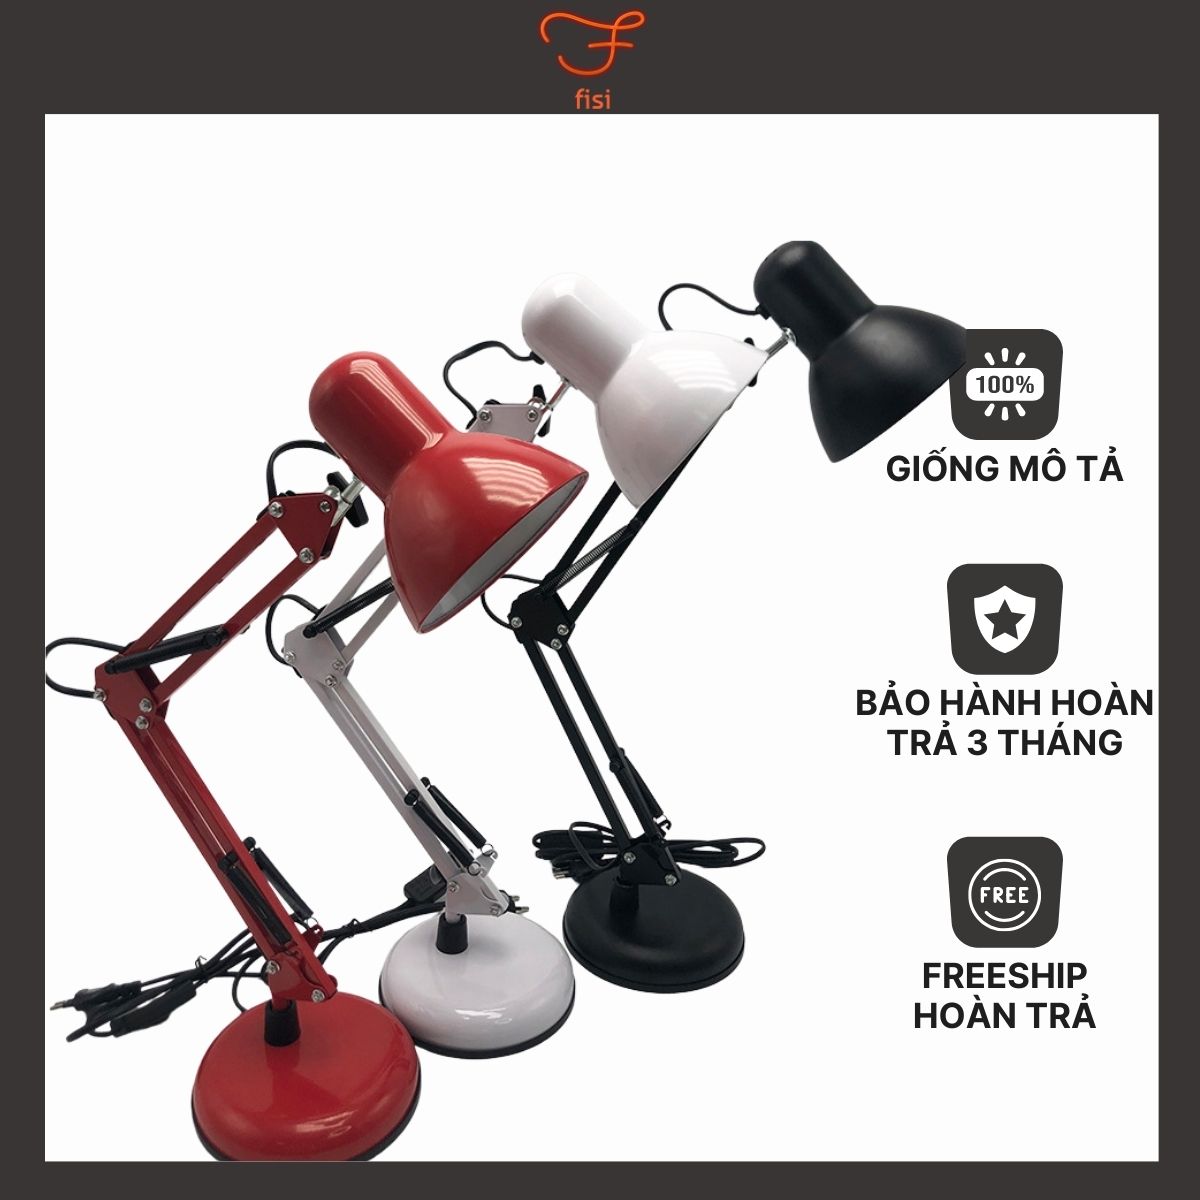 fisi
100%
GIỐNG MÔ TẢ
BẢO HÀNH HOÀN
TRẢ 3 THÁNG
FREE
FREESHIP
HOÀN TRẢ